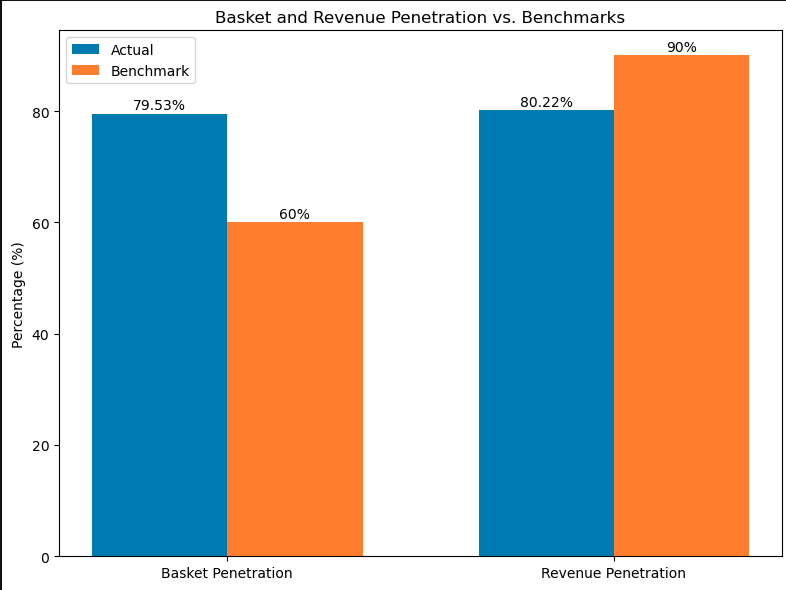 Basket and Revenue Penetration vs. Benchmarks
Actual
Benchmark
79.53%
60%
80.22%
90%
Percentage (%)
80
60
40
20
0
Basket Penetration
Revenue Penetration